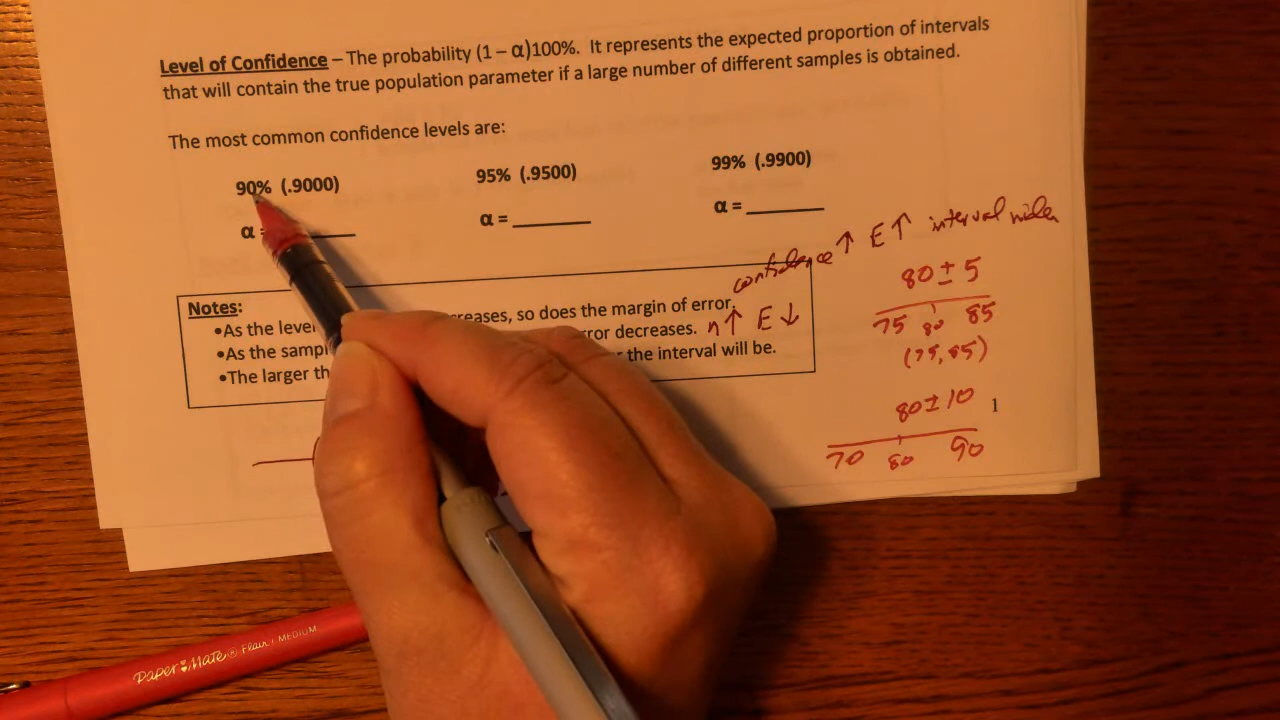 Level of Confidence – The probability (1 – α)100%. It represents the expected proportion of intervals
that will contain the true population parameter if a large number of different samples is obtained.
The most common confidence levels are:
90% (.9000) 95% (.9500) 99% (.9900)
α α = ________ α = ________
confidence ↑ E↑ interval wider
Notes:
•As the level reases, so does the margin of error.
•As the sampl ror decreases. n↑ E↓
•The larger th the interval will be.
80 ± 5
75 80 85
(75, 85)
80 ± 10
70 80 90
1
Paper Mate® Flair · MEDIUM